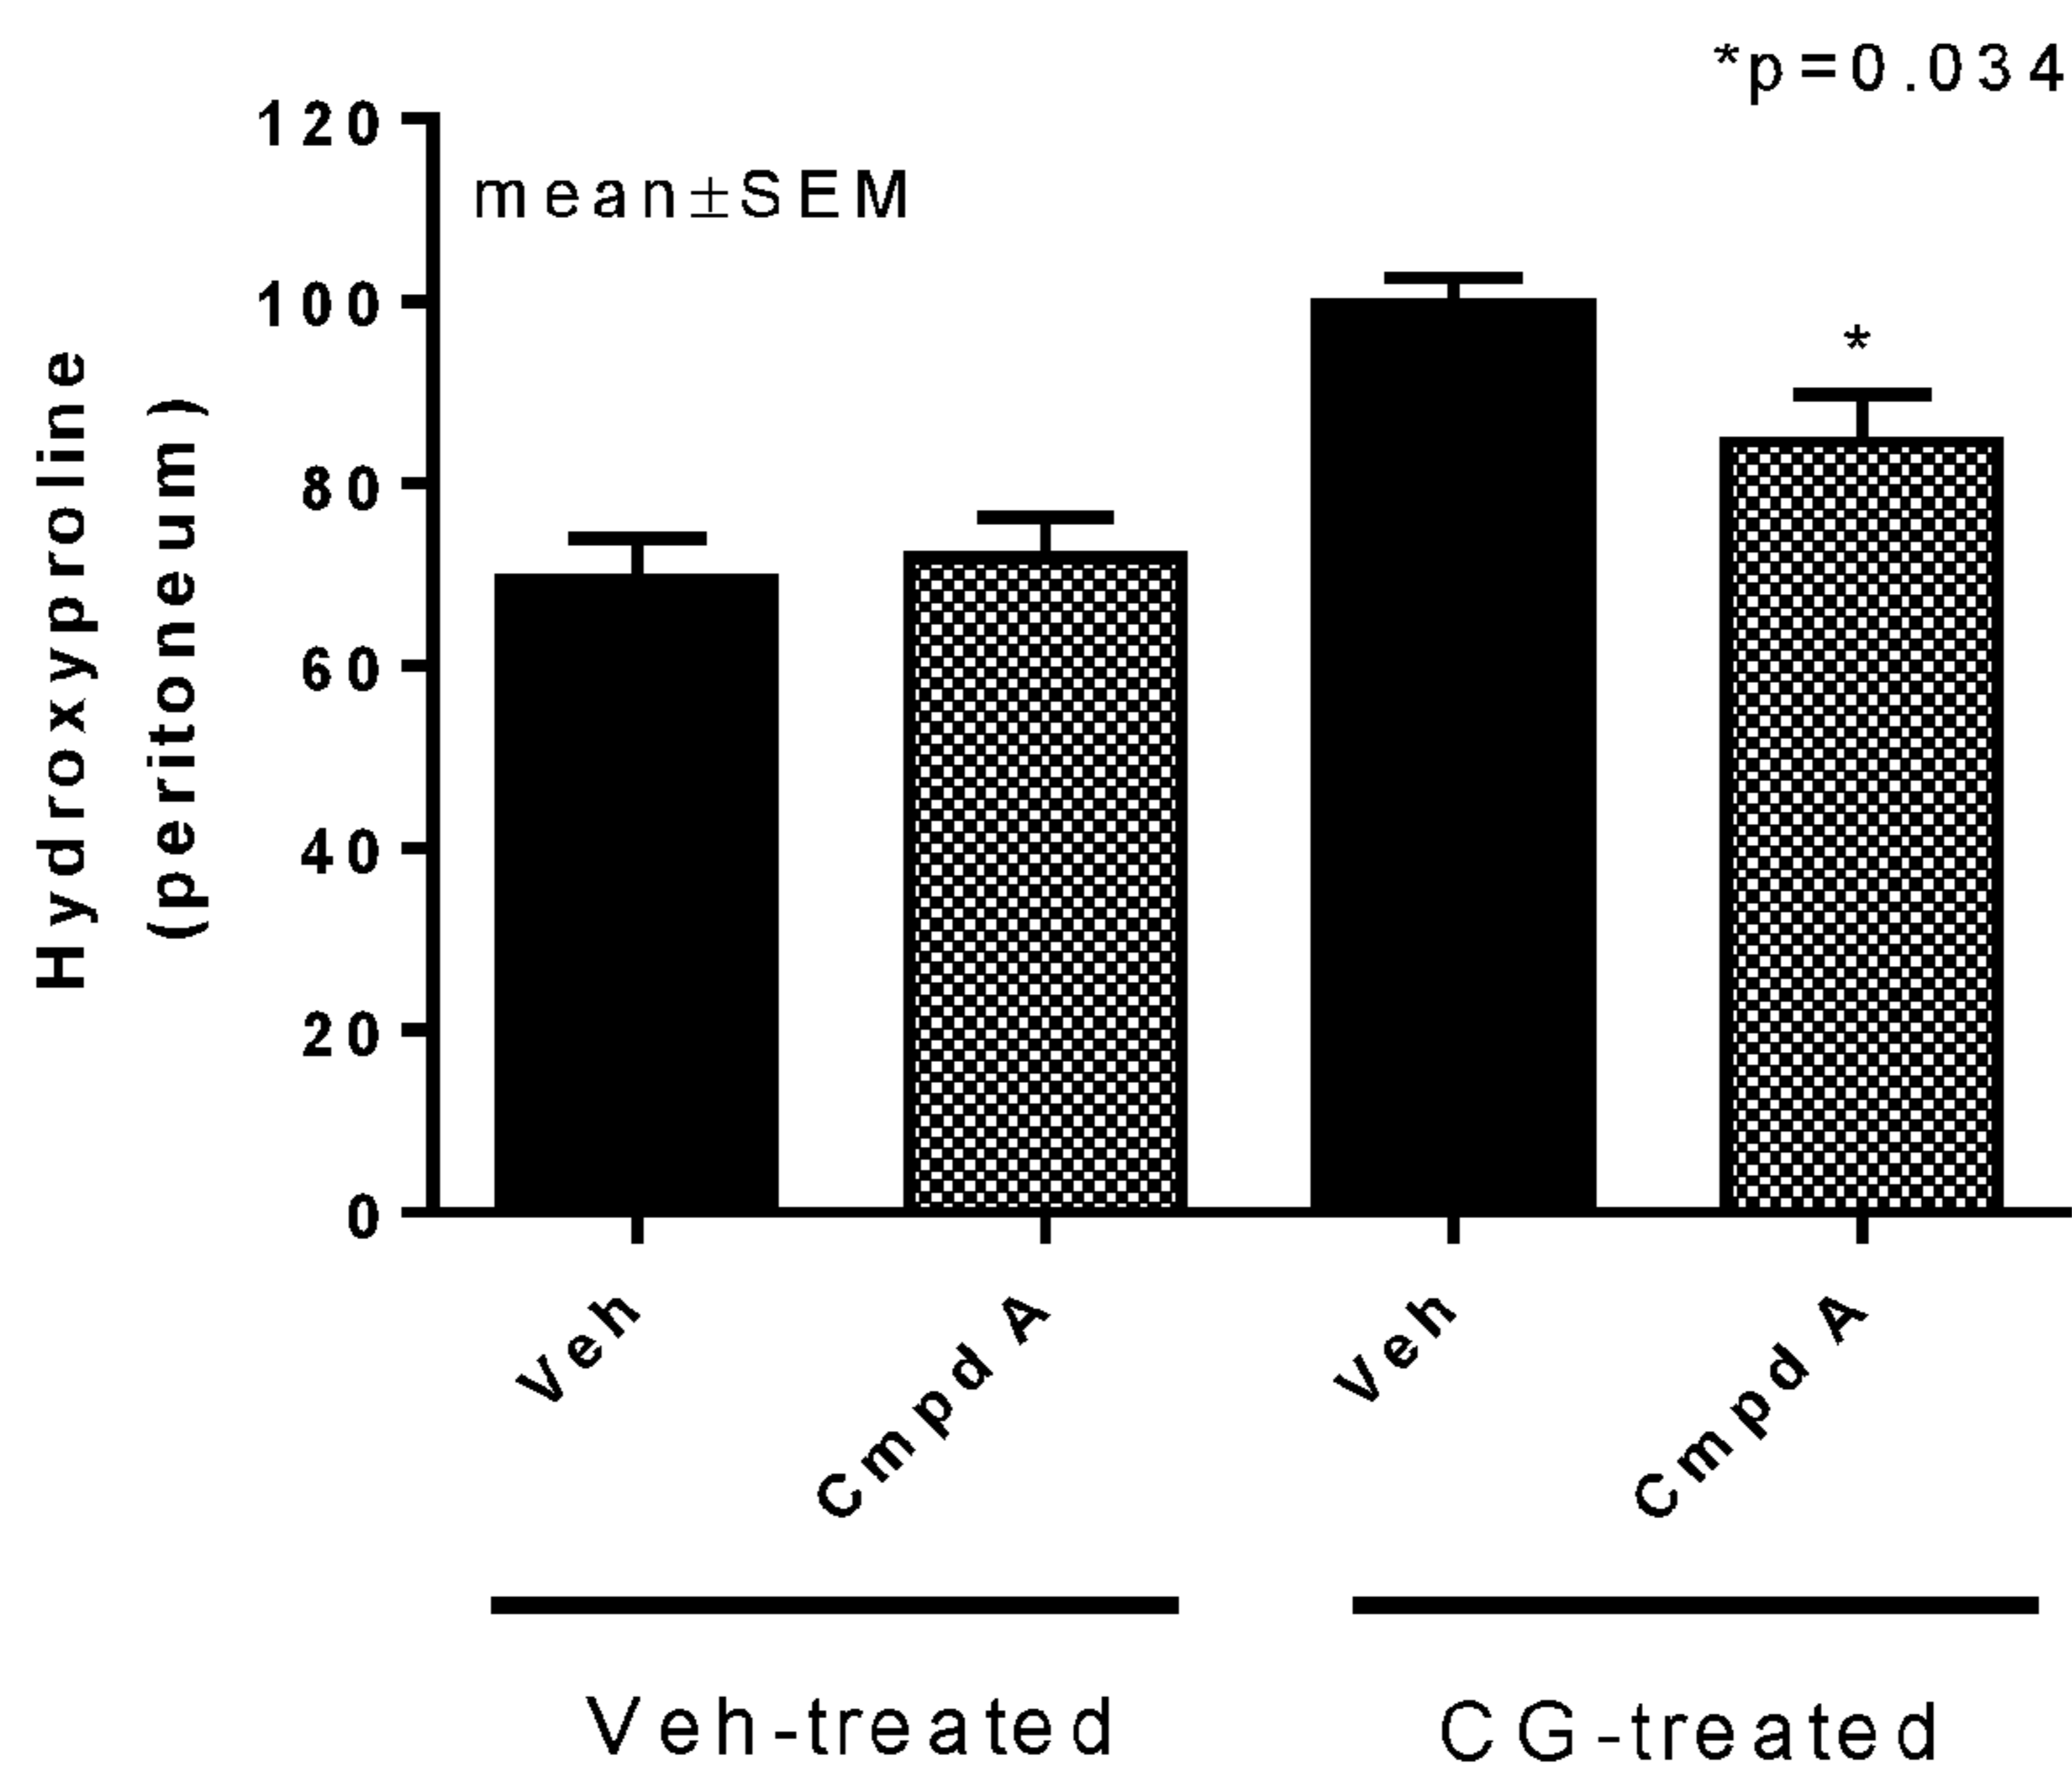 *p=0.034
mean±SEM
Hydroxyproline
(peritoneum)
120
100
80
60
40
20
0
Veh
Cmpd A
Veh
Cmpd A
*
Veh-treated
CG-treated